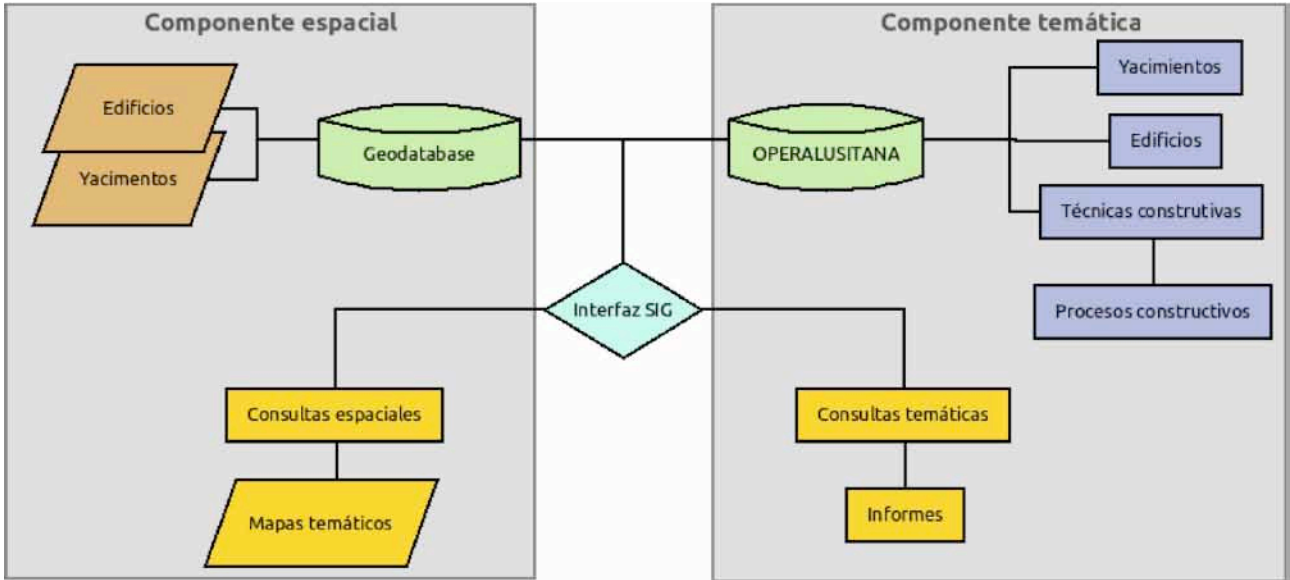 Componente espacial
Edificios
Yacimentos
Geodatabase
Componente temática
OPERALUSITANA
Yacimientos
Edificios
Técnicas construtivas
Procesos constructivos
Interfaz SIG
Consultas espaciales
Mapas temáticos
Consultas temáticas
Informes